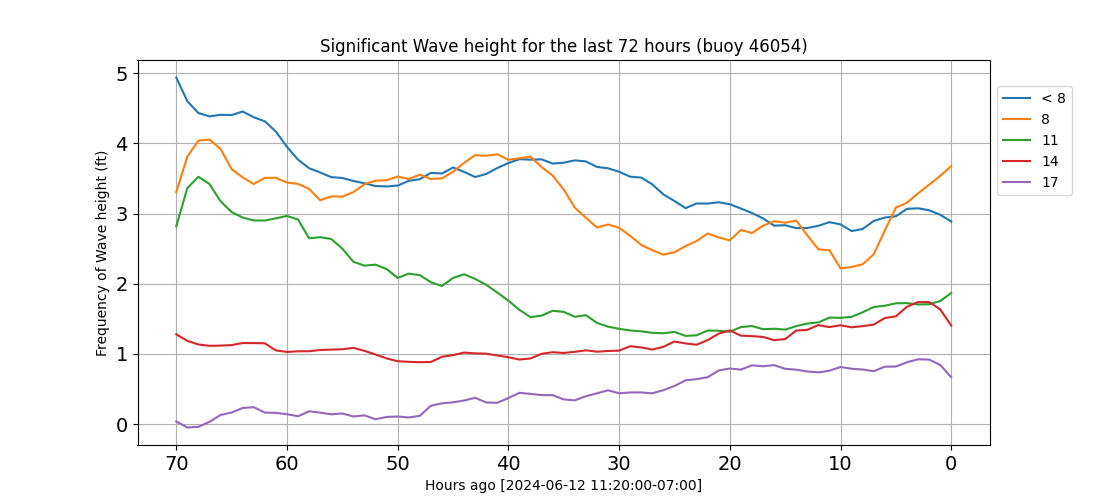 Significant Wave height for the last 72 hours (buoy 46054)
Frequency of Wave height (ft)
5
4
3
2
1
0
70 60 50 40 30 20 10 0
Hours ago [2024-06-12 11:20:00-07:00]
< 8
8
11
14
17